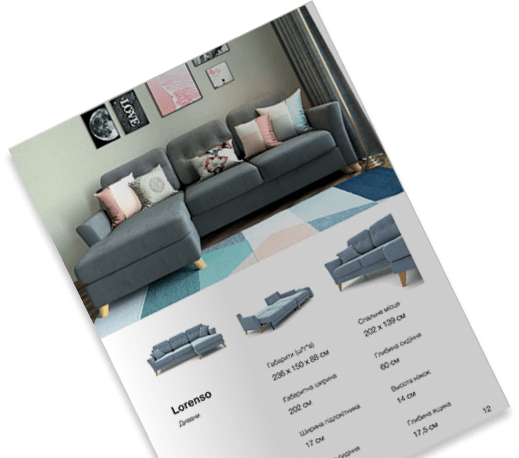 LOVE
Lorenso
Дивани
Габарити (ш*г*в)
236 x 150 x 88 см
Габаритна ширина
202 см
Ширина підлокітника
17 см
сидіння
Спальне місце
202 x 139 см
Глибина сидіння
60 см
Висота ніжок
14 см
Глибина ящика
17,5 см
12